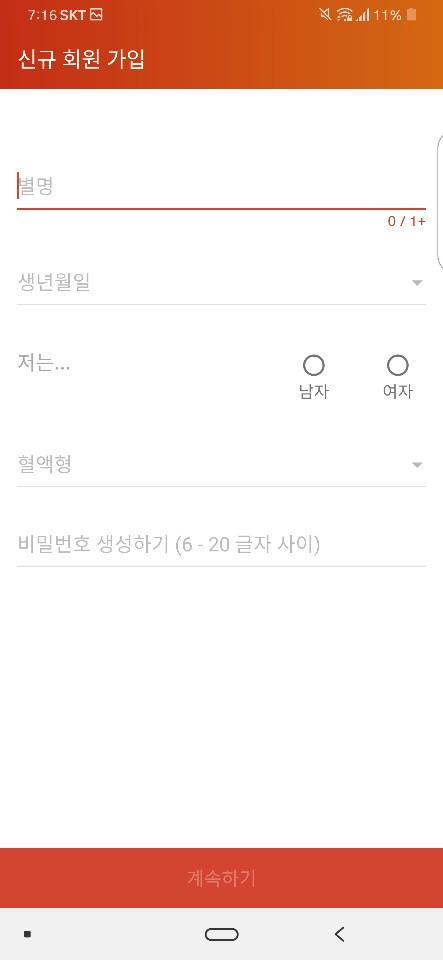 7:16 SKT 11%
신규 회원 가입
별명
0 / 1+
생년월일
저는...
남자 여자
혈액형
비밀번호 생성하기 (6 - 20 글자 사이)
계속하기